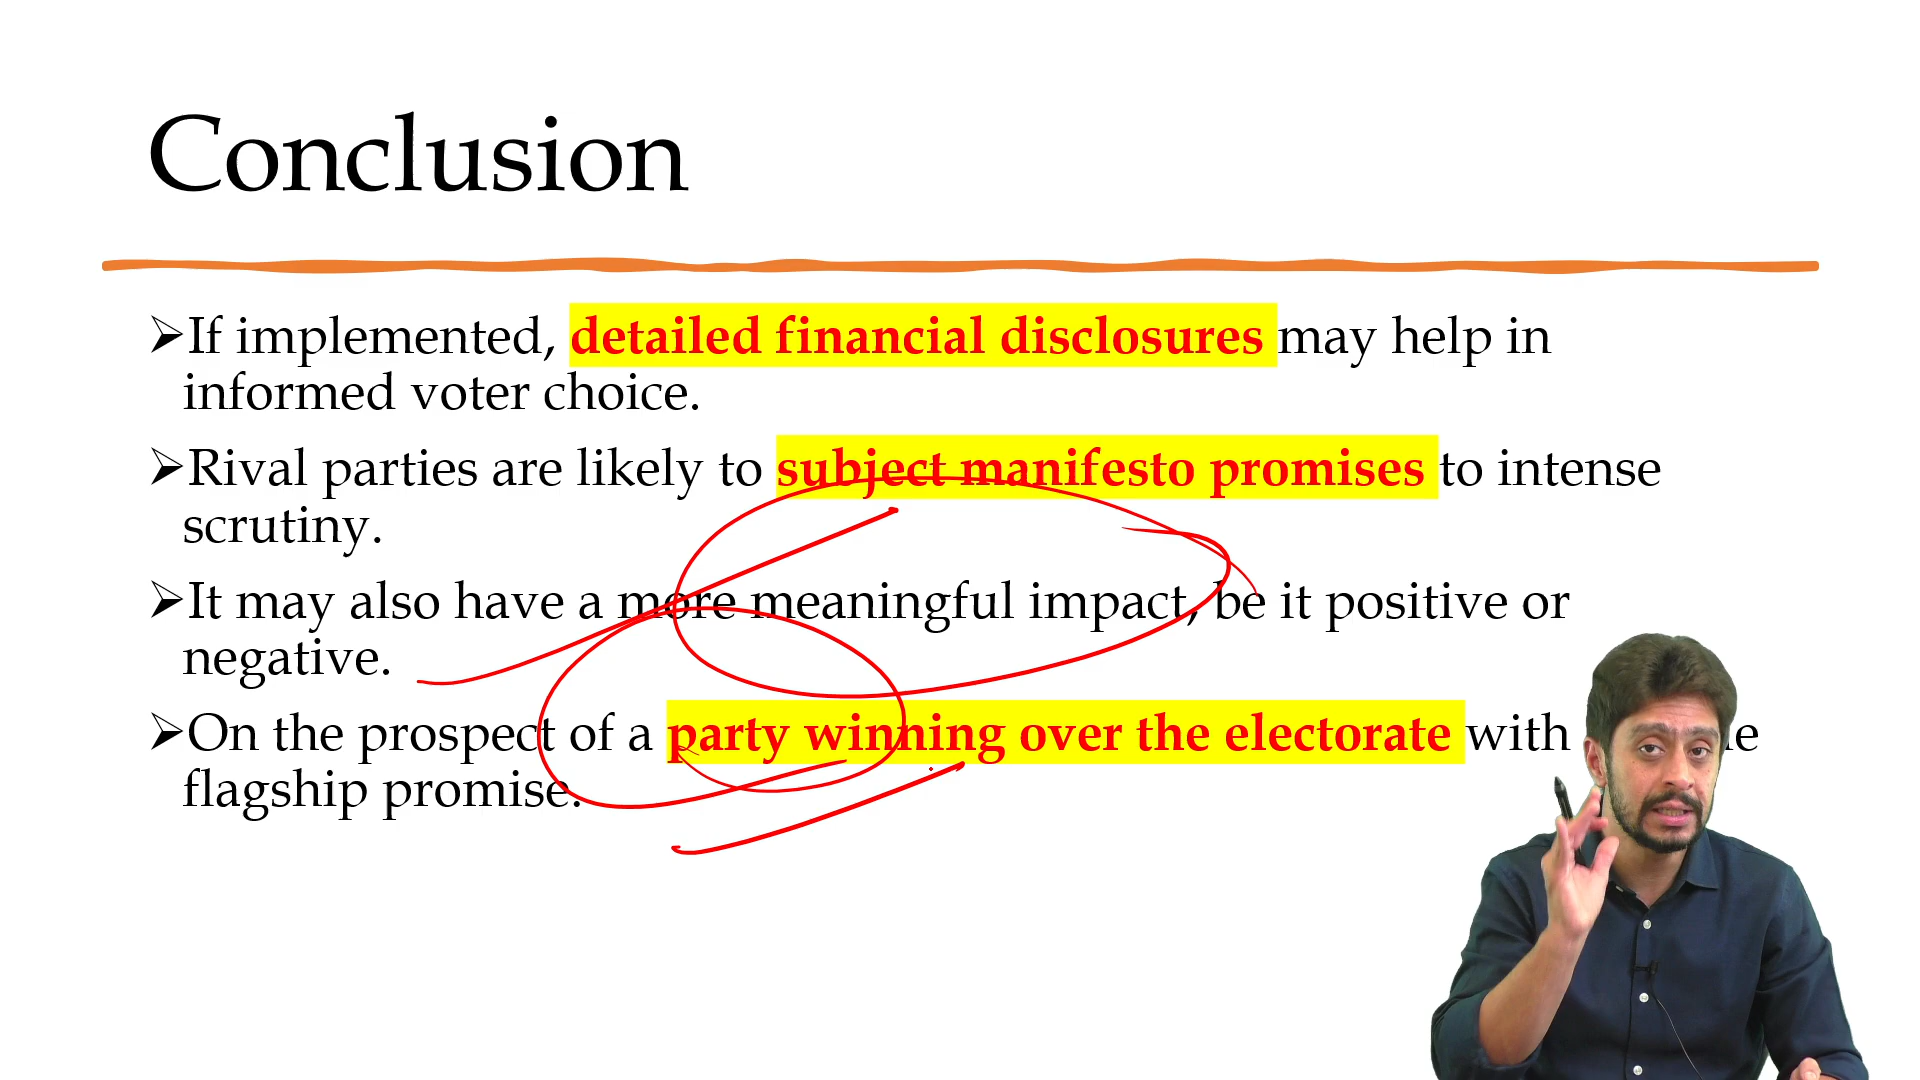 Conclusion
➢If implemented, detailed financial disclosures may help in
informed voter choice.
➢Rival parties are likely to subject manifesto promises to intense
scrutiny.
➢It may also have a more meaningful impact, be it positive or
negative.
➢On the prospect of a party winning over the electorate with
flagship promise.